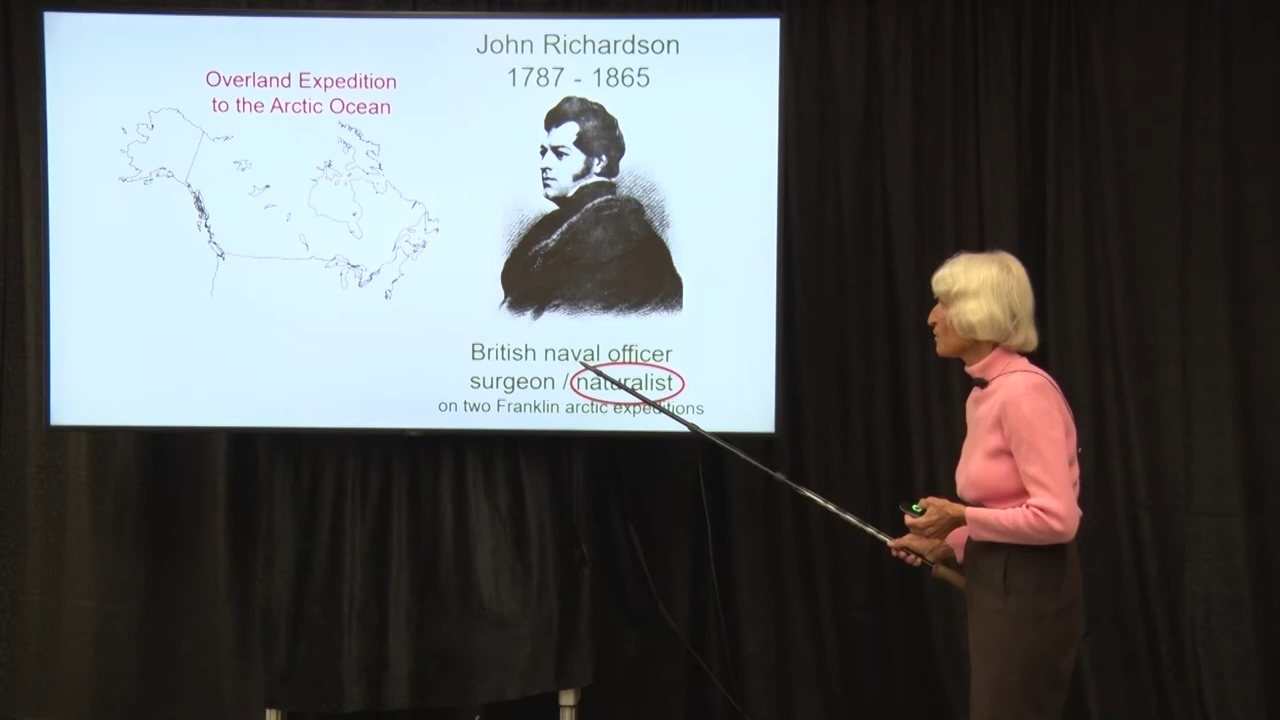 John Richardson
1787 - 1865
Overland Expedition
to the Arctic Ocean
British naval officer
surgeon / naturalist
on two Franklin arctic expeditions